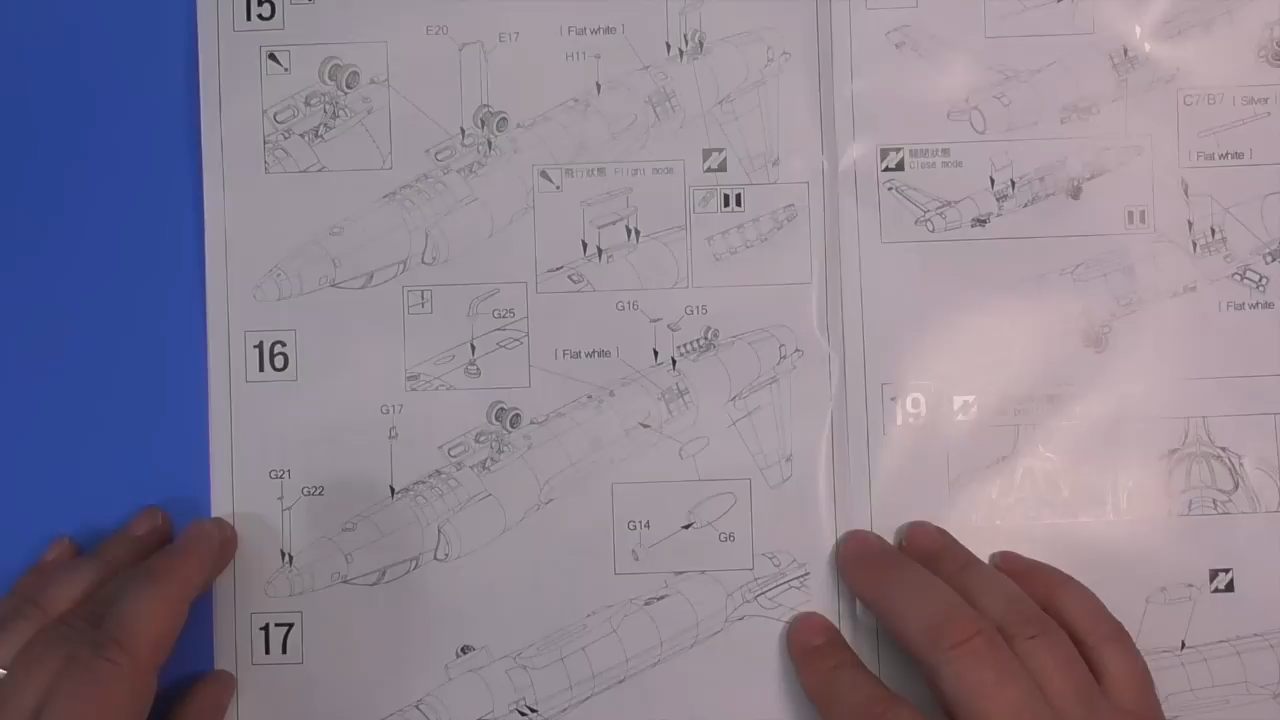 15
E20
E17
[ Flat white ]
H11
飛行狀態 Flight mode
16
G25
G16
G15
[ Flat white ]
G17
G21
G22
G14
G6
17
C7/B7 [ Silver ]
[ Flat white ]
Close mode
[ Flat white
19